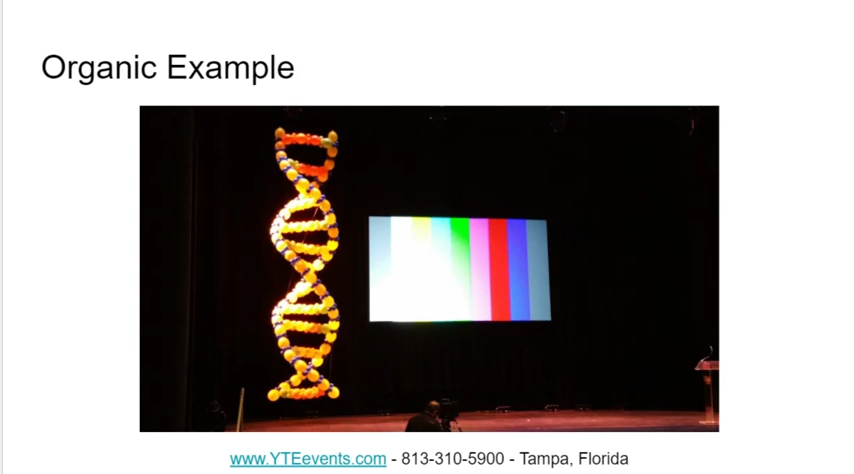 Organic Example
www.YTEevents.com - 813-310-5900 - Tampa, Florida